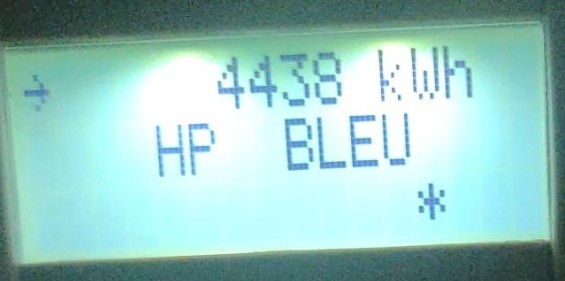 → 4438 kWh
HP BLEU
*